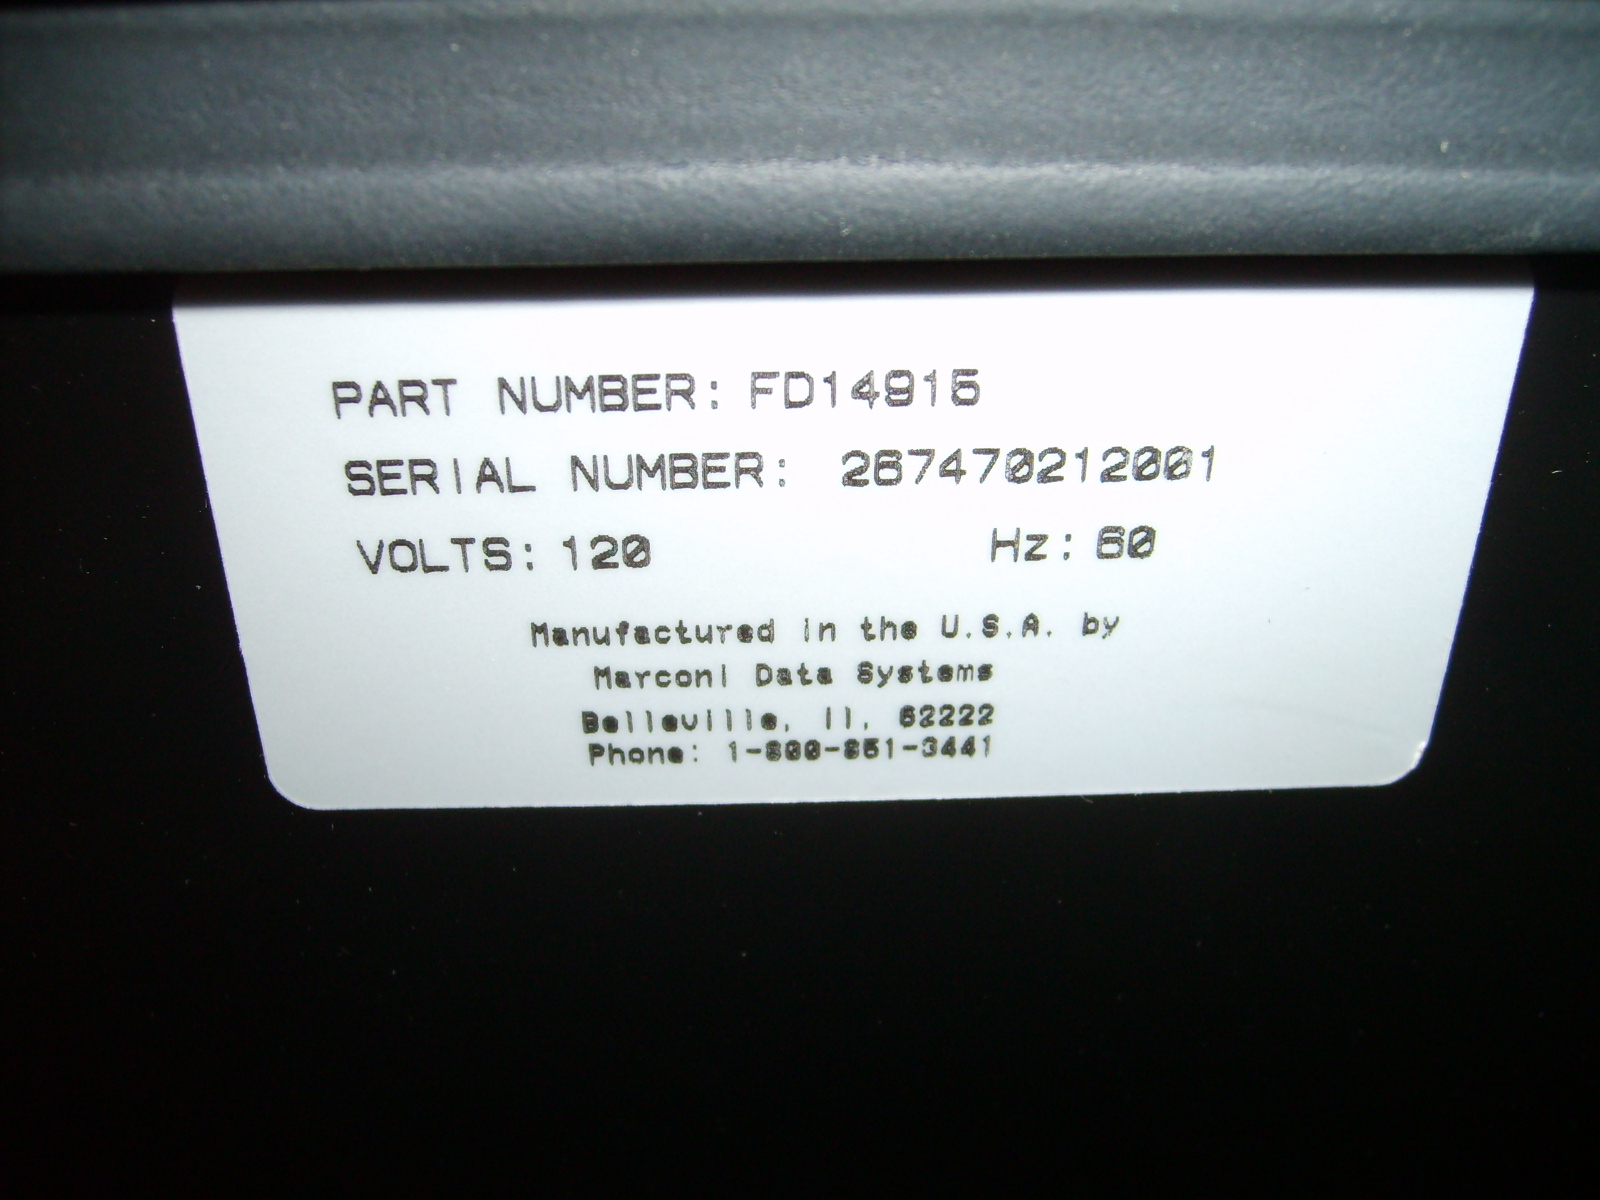 PART NUMBER: FD14915
SERIAL NUMBER: 267470212001
VOLTS: 120 Hz: 60
Manufactured in the U.S.A. by
Marconi Data Systems
Belleville, Il. 62222
Phone: 1-800-851-3441